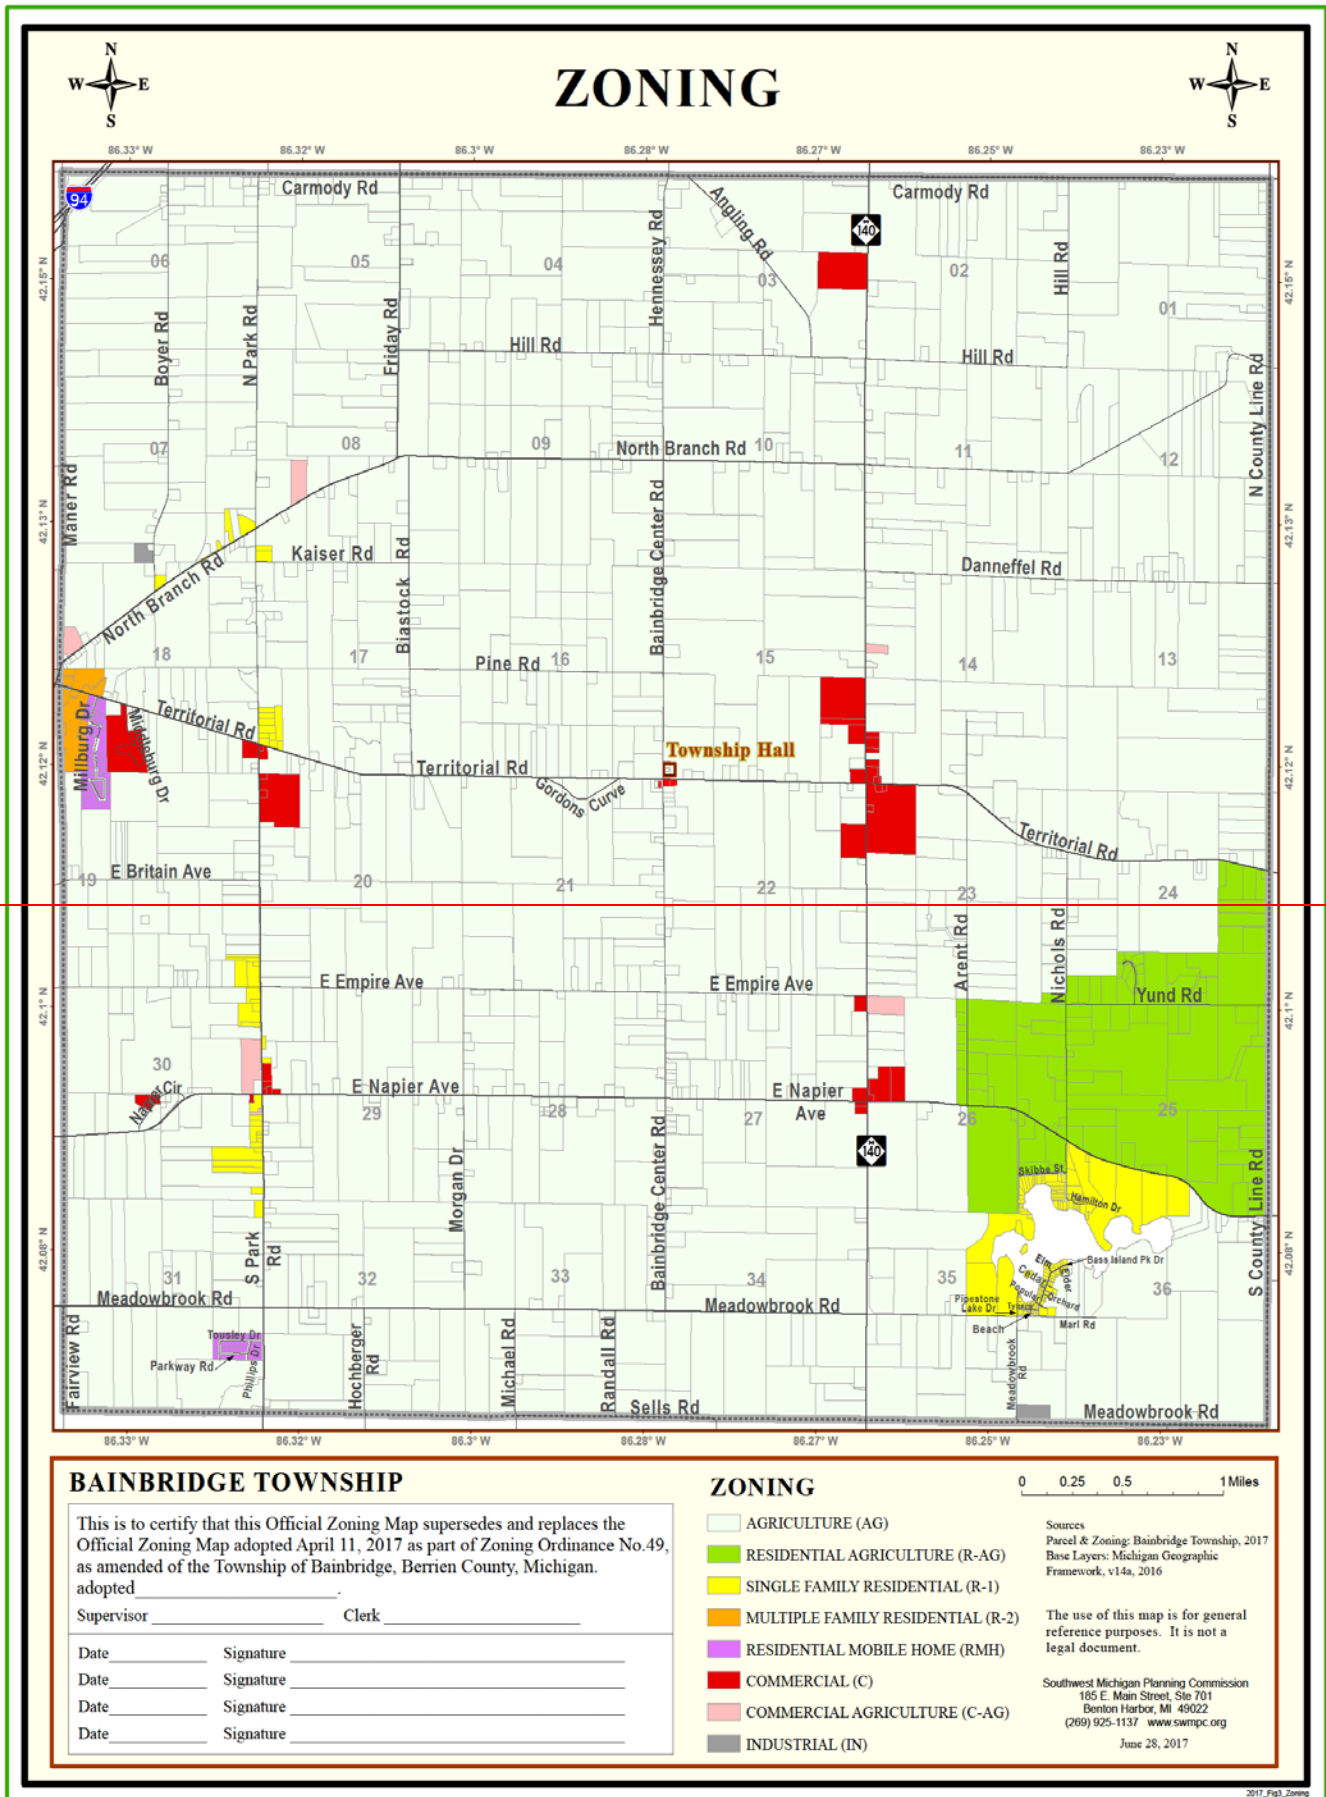 N
W E
S
ZONING
N
W E
S
86.33° W
86.32° W
86.3° W
86.28° W
86.27° W
86.25° W
86.23° W
94
Carmody Rd
Angling Rd
Carmody Rd
140
Hennessey Rd
Hill Rd
06
05
04
03
02
01
42.15° N
42.15° N
Boyer Rd
N Park Rd
Friday Rd
Hill Rd
Hill Rd
N County Line Rd
07
08
09
North Branch Rd
10
11
12
Maner Rd
42.13° N
42.13° N
Kaiser Rd
Biastock Rd
Bainbridge Center Rd
Danneffel Rd
North Branch Rd
18
17
Pine Rd
16
15
14
13
Millburg Dr
Middleburg Dr
Territorial Rd
Township Hall
42.12° N
42.12° N
Territorial Rd
Gordons Curve
Territorial Rd
E Britain Ave
19
20
21
22
23
24
Arent Rd
Nichols Rd
E Empire Ave
E Empire Ave
Yund Rd
42.1° N
42.1° N
30
Napier Cir
E Napier Ave
E Napier
Ave
29
28
27
26
25
140
Morgan Dr
Bainbridge Center Rd
Skibbe St
Hamilton Dr
S County Line Rd
S Park
Rd
42.08° N
42.08° N
Elm
Elder
Bass Island Pk Dr
Cedar
Popular
Orchard
31
32
33
34
35
36
Meadowbrook Rd
Meadowbrook Rd
Pipestone
Lake Dr
Beach
Marl Rd
Fairview Rd
Tousley Dr
Parkway Rd
Phillips Dr
Hochberger
Rd
Michael Rd
Randall Rd
Sells Rd
Meadowbrook
Rd
Meadowbrook Rd
86.33° W
86.32° W
86.3° W
86.28° W
86.27° W
86.25° W
86.23° W
BAINBRIDGE TOWNSHIP
This is to certify that this Official Zoning Map supersedes and replaces the
Official Zoning Map adopted April 11, 2017 as part of Zoning Ordinance No.49,
as amended of the Township of Bainbridge, Berrien County, Michigan.
adopted .
Supervisor Clerk
Date Signature
Date Signature
Date Signature
Date Signature
ZONING
AGRICULTURE (AG)
RESIDENTIAL AGRICULTURE (R-AG)
SINGLE FAMILY RESIDENTIAL (R-1)
MULTIPLE FAMILY RESIDENTIAL (R-2)
RESIDENTIAL MOBILE HOME (RMH)
COMMERCIAL (C)
COMMERCIAL AGRICULTURE (C-AG)
INDUSTRIAL (IN)
0 0.25 0.5 1 Miles
Sources
Parcel & Zoning: Bainbridge Township, 2017
Base Layers: Michigan Geographic
Framework, v14a, 2016
The use of this map is for general
reference purposes. It is not a
legal document.
Southwest Michigan Planning Commission
185 E. Main Street, Ste 701
Benton Harbor, MI 49022
(269) 925-1137 www.swmpc.org
June 28, 2017
2017_Fig3_Zoning